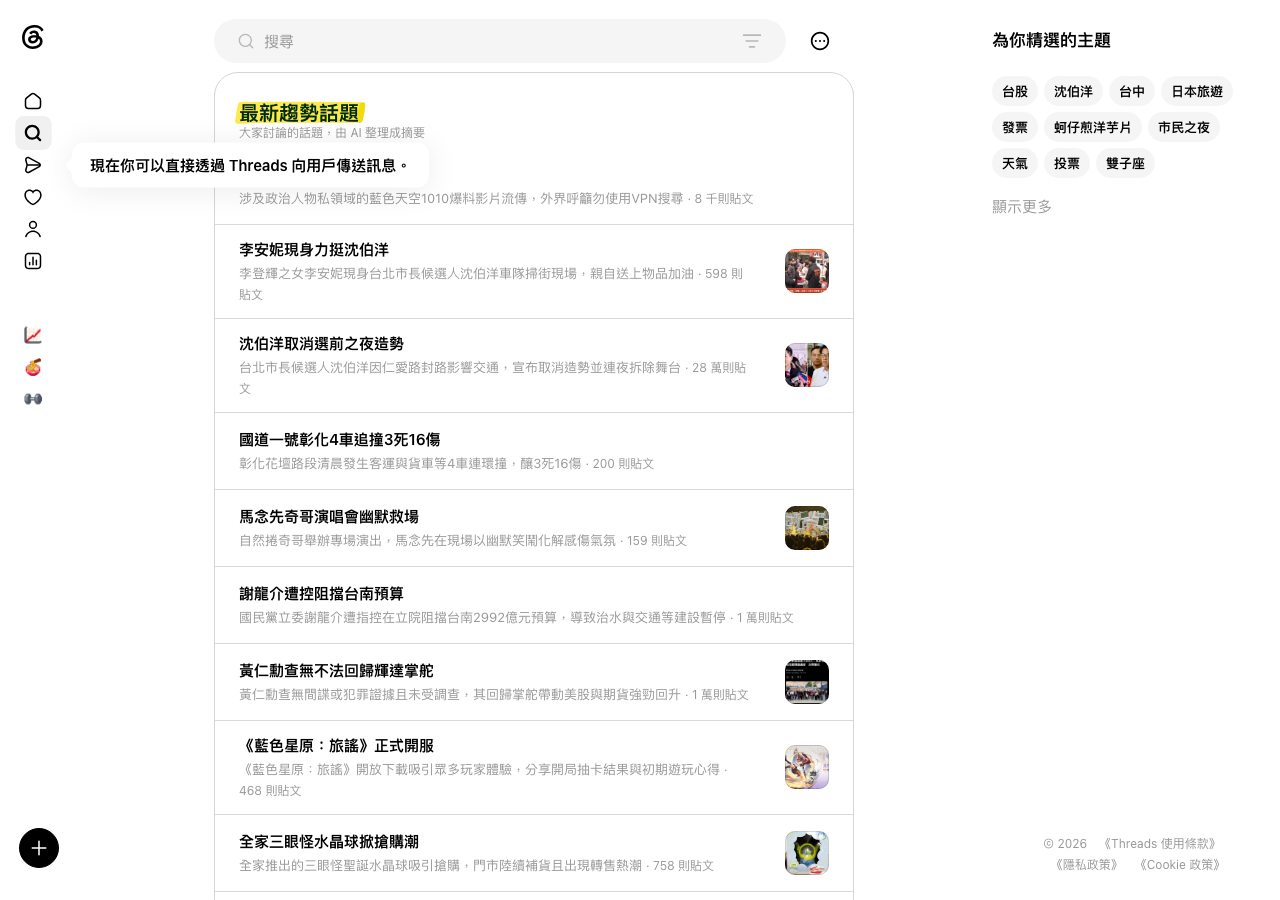 搜尋
最新趨勢話題
大家討論的話題，由 AI 整理成摘要
現在你可以直接透過 Threads 向用戶傳送訊息。
涉及政治人物私領域的藍色天空1010爆料影片流傳，外界呼籲勿使用VPN搜尋 · 8 千則貼文
李安妮現身力挺沈伯洋
李登輝之女李安妮現身台北市長候選人沈伯洋車隊掃街現場，親自送上物品加油 · 598 則
貼文
沈伯洋取消選前之夜造勢
台北市長候選人沈伯洋因仁愛路封路影響交通，宣布取消造勢並連夜拆除舞台 · 28 萬則貼
文
國道一號彰化4車追撞3死16傷
彰化花壇路段清晨發生客運與貨車等4車連環撞，釀3死16傷 · 200 則貼文
馬念先奇哥演唱會幽默救場
自然捲奇哥舉辦專場演出，馬念先在現場以幽默笑鬧化解感傷氣氛 · 159 則貼文
謝龍介遭控阻擋台南預算
國民黨立委謝龍介遭指控在立院阻擋台南2992億元預算，導致治水與交通等建設暫停 · 1 萬則貼文
黃仁勳查無不法回歸輝達掌舵
黃仁勳查無間諜或犯罪證據且未受調查，其回歸掌舵帶動美股與期貨強勁回升 · 1 萬則貼文
《藍色星原：旅謠》正式開服
《藍色星原：旅謠》開放下載吸引眾多玩家體驗，分享開局抽卡結果與初期遊玩心得 ·
468 則貼文
全家三眼怪水晶球掀搶購潮
全家推出的三眼怪聖誕水晶球吸引搶購，門市陸續補貨且出現轉售熱潮 · 758 則貼文
為你精選的主題
台股 沈伯洋 台中 日本旅遊
發票 蚵仔煎洋芋片 市民之夜
天氣 投票 雙子座
顯示更多
© 2026 《Threads 使用條款》
《隱私政策》 《Cookie 政策》